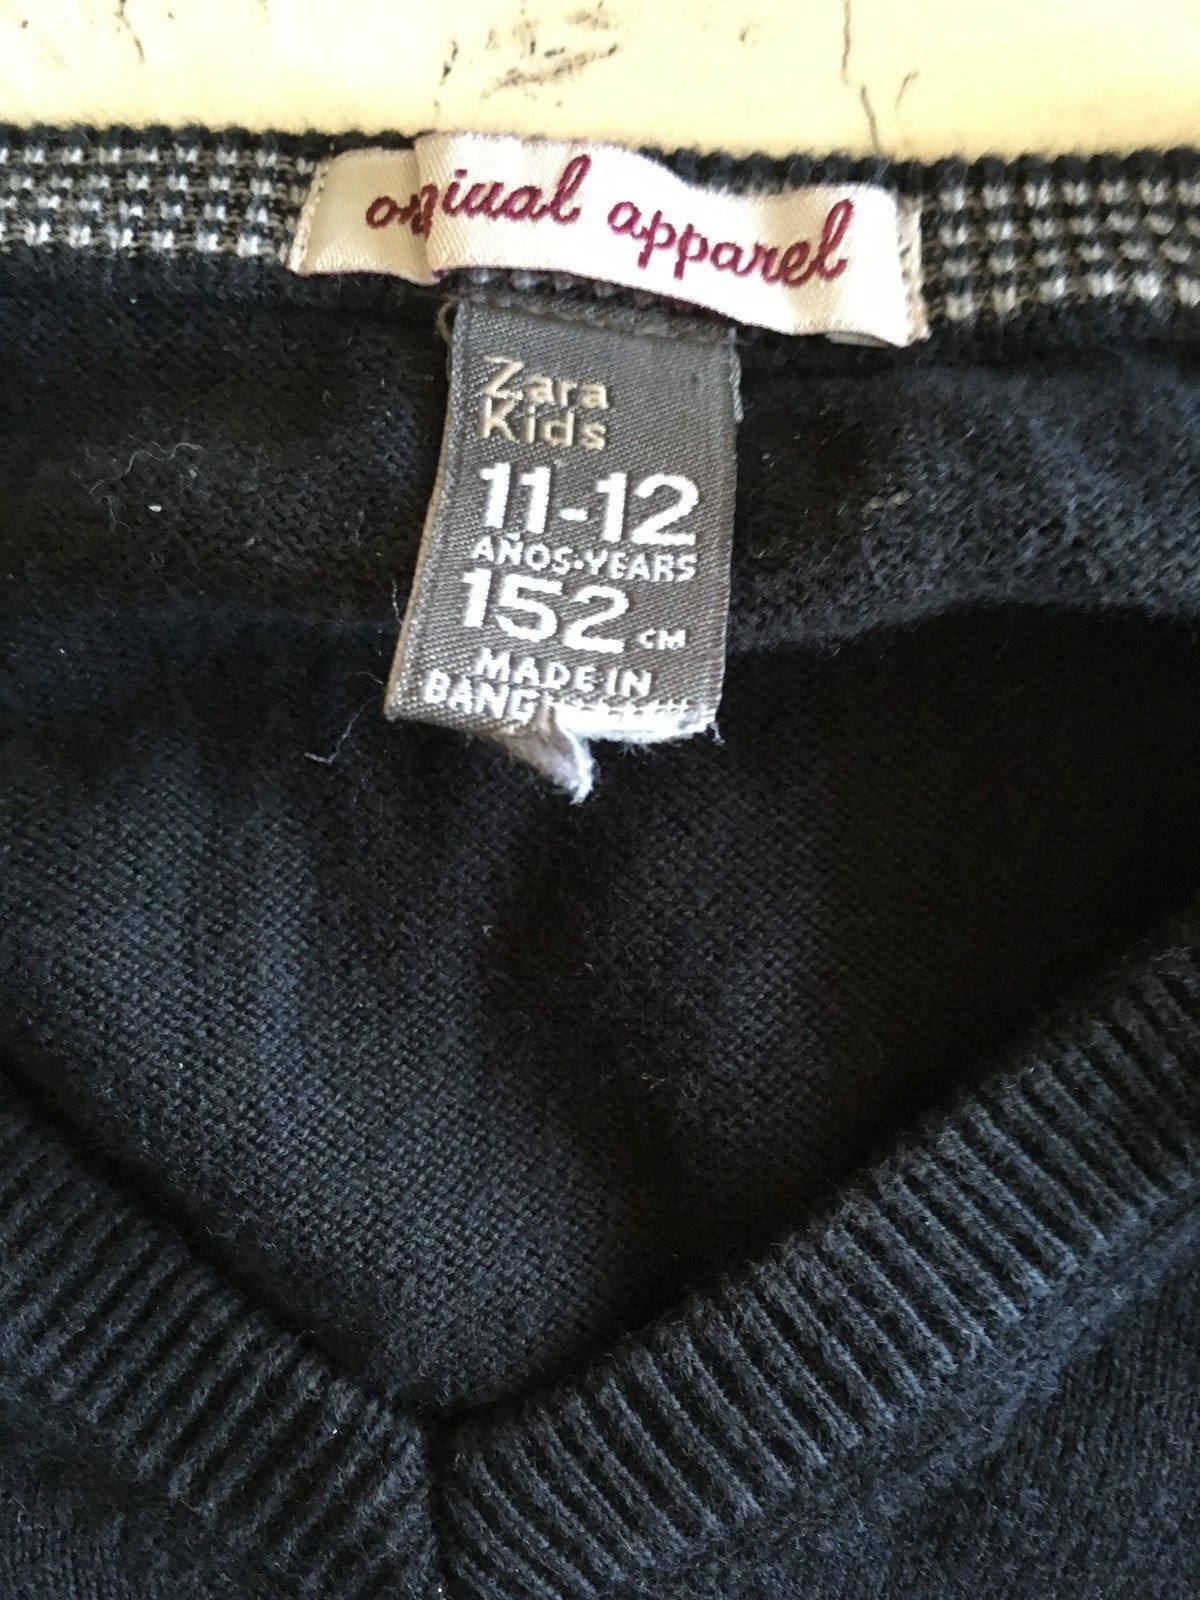 original apparel
Zara
Kids
11-12
AÑOS·YEARS
152 CM
MADE IN